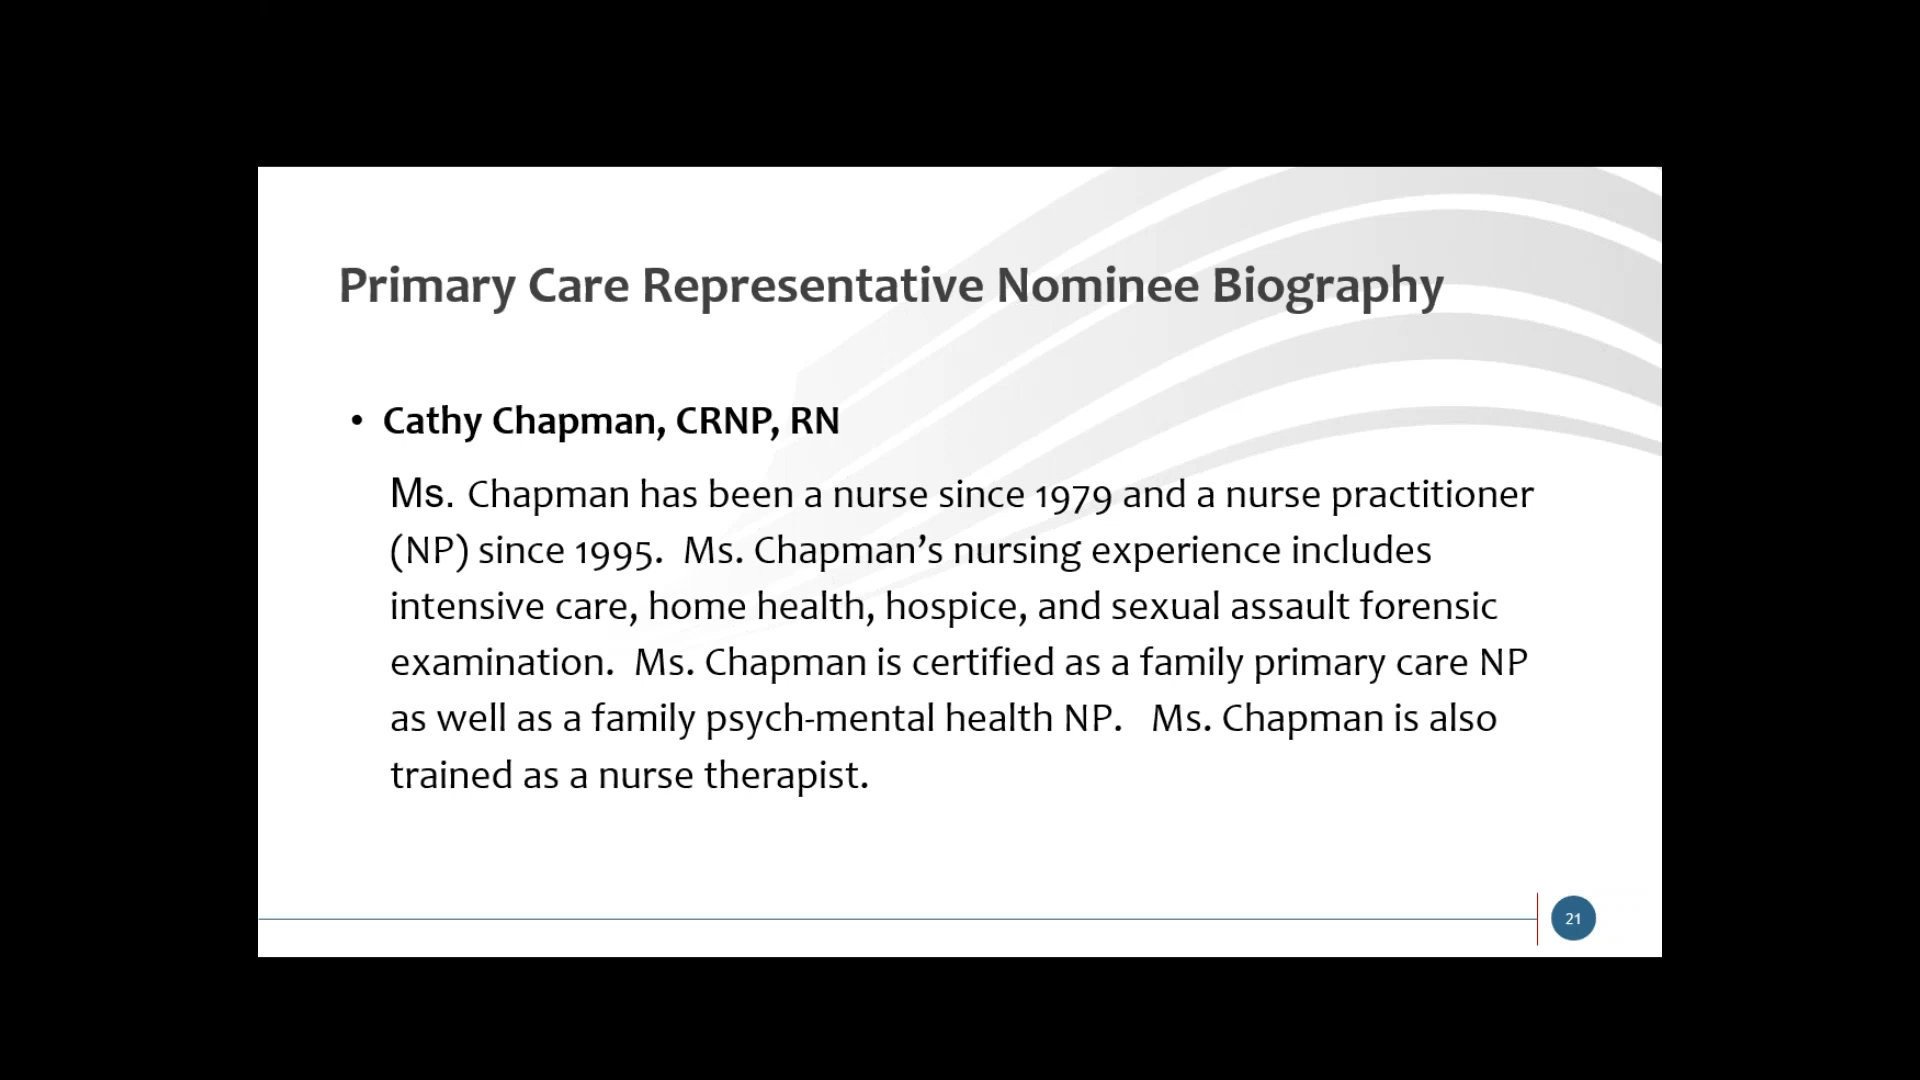 Primary Care Representative Nominee Biography
• Cathy Chapman, CRNP, RN
Ms. Chapman has been a nurse since 1979 and a nurse practitioner
(NP) since 1995.  Ms. Chapman’s nursing experience includes
intensive care, home health, hospice, and sexual assault forensic
examination.  Ms. Chapman is certified as a family primary care NP
as well as a family psych-mental health NP.   Ms. Chapman is also
trained as a nurse therapist.
21